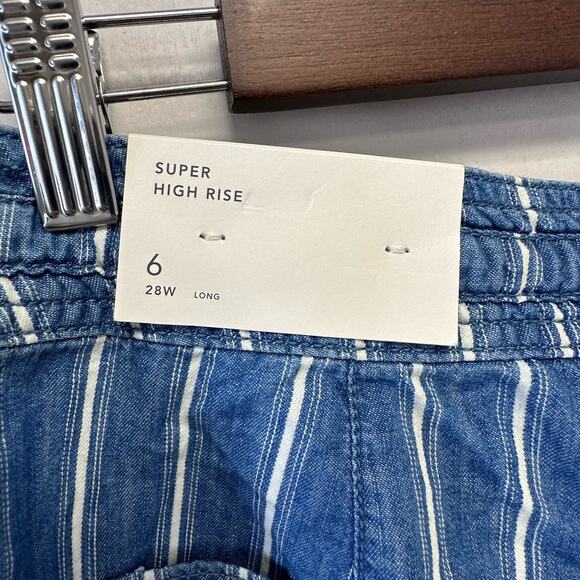 SUPER
HIGH RISE
6
28W LONG